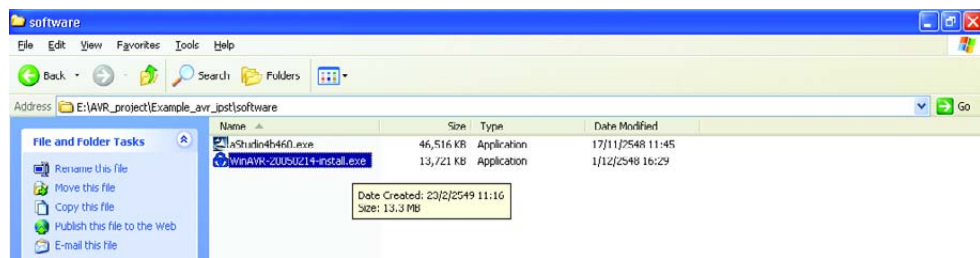 software
File Edit View Favorites Tools Help
Back Search Folders
Address E:\AVR_project\Example_avr_ipst\software Go
File and Folder Tasks
Rename this file
Move this file
Copy this file
Publish this file to the Web
E-mail this file
Name Size Type Date Modified
aStudio4b460.exe 46,516 KB Application 17/11/2548 11:45
WinAVR-20050214-install.exe 13,721 KB Application 1/12/2548 16:29
Date Created: 23/2/2549 11:16
Size: 13.3 MB